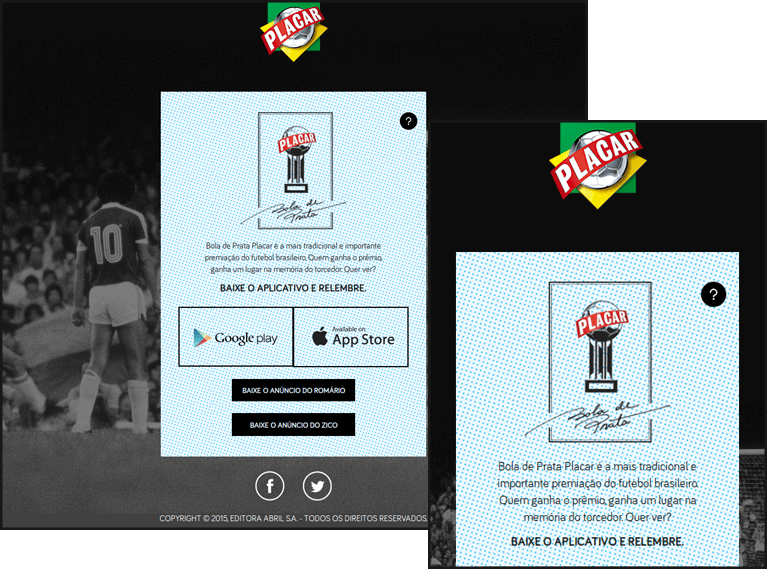 PLACAR
10
?
PLACAR
Bola de
Prata
Bola de Prata Placar é a mais tradicional e importante
premiação do futebol brasileiro. Quem ganha o prêmio,
ganha um lugar na memória do torcedor. Quer ver?
BAIXE O APLICATIVO E RELEMBRE.
Google play
Available on
App Store
BAIXE O ANÚNCIO DO ROMÁRIO
BAIXE O ANÚNCIO DO ZICO
COPYRIGHT © 2015, EDITORA ABRIL S.A. - TODOS OS DIREITOS RESERVADOS.
PLACAR
?
PLACAR
Bola de
Prata
Bola de Prata Placar é a mais tradicional e
importante premiação do futebol brasileiro.
Quem ganha o prêmio, ganha um lugar na
memória do torcedor. Quer ver?
BAIXE O APLICATIVO E RELEMBRE.